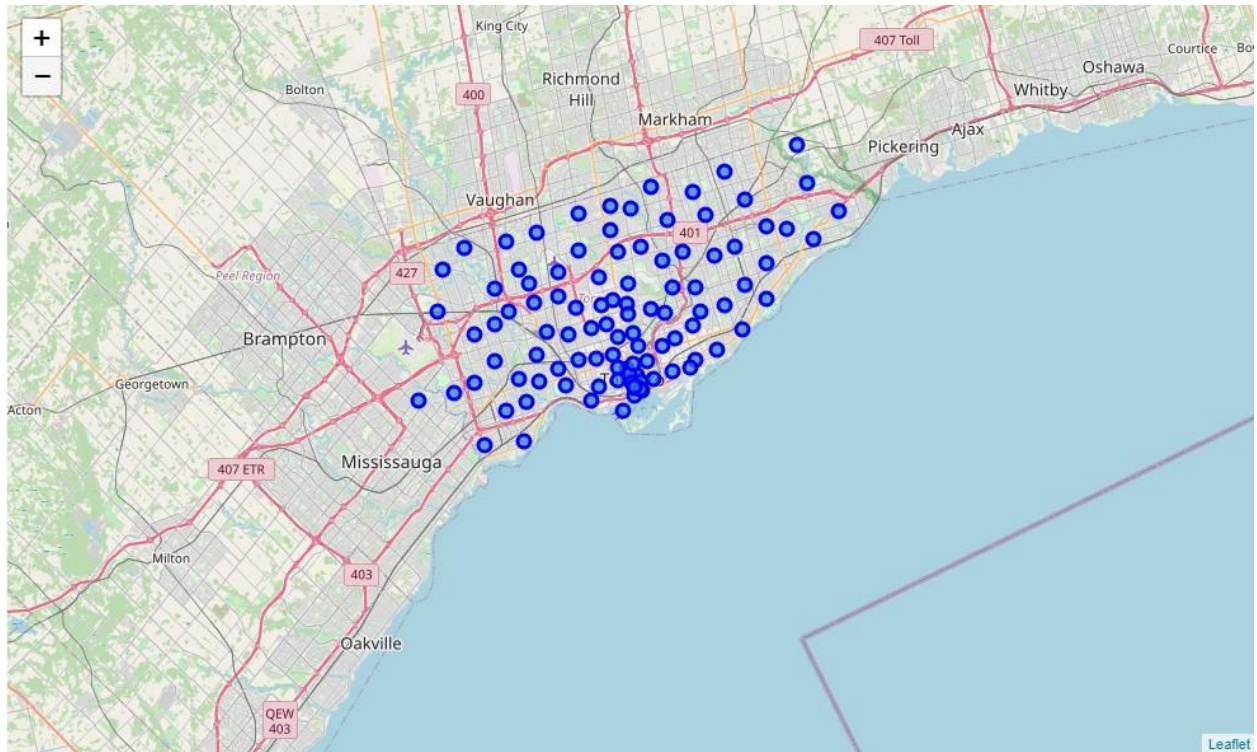 +
−
King City
407 Toll
Courtice
Oshawa
Whitby
Richmond
Hill
Bolton
400
Markham
Ajax
Pickering
Vaughan
401
427
Peel Region
Brampton
Georgetown
Acton
Mississauga
407 ETR
Milton
403
Oakville
QEW
403
Leaflet